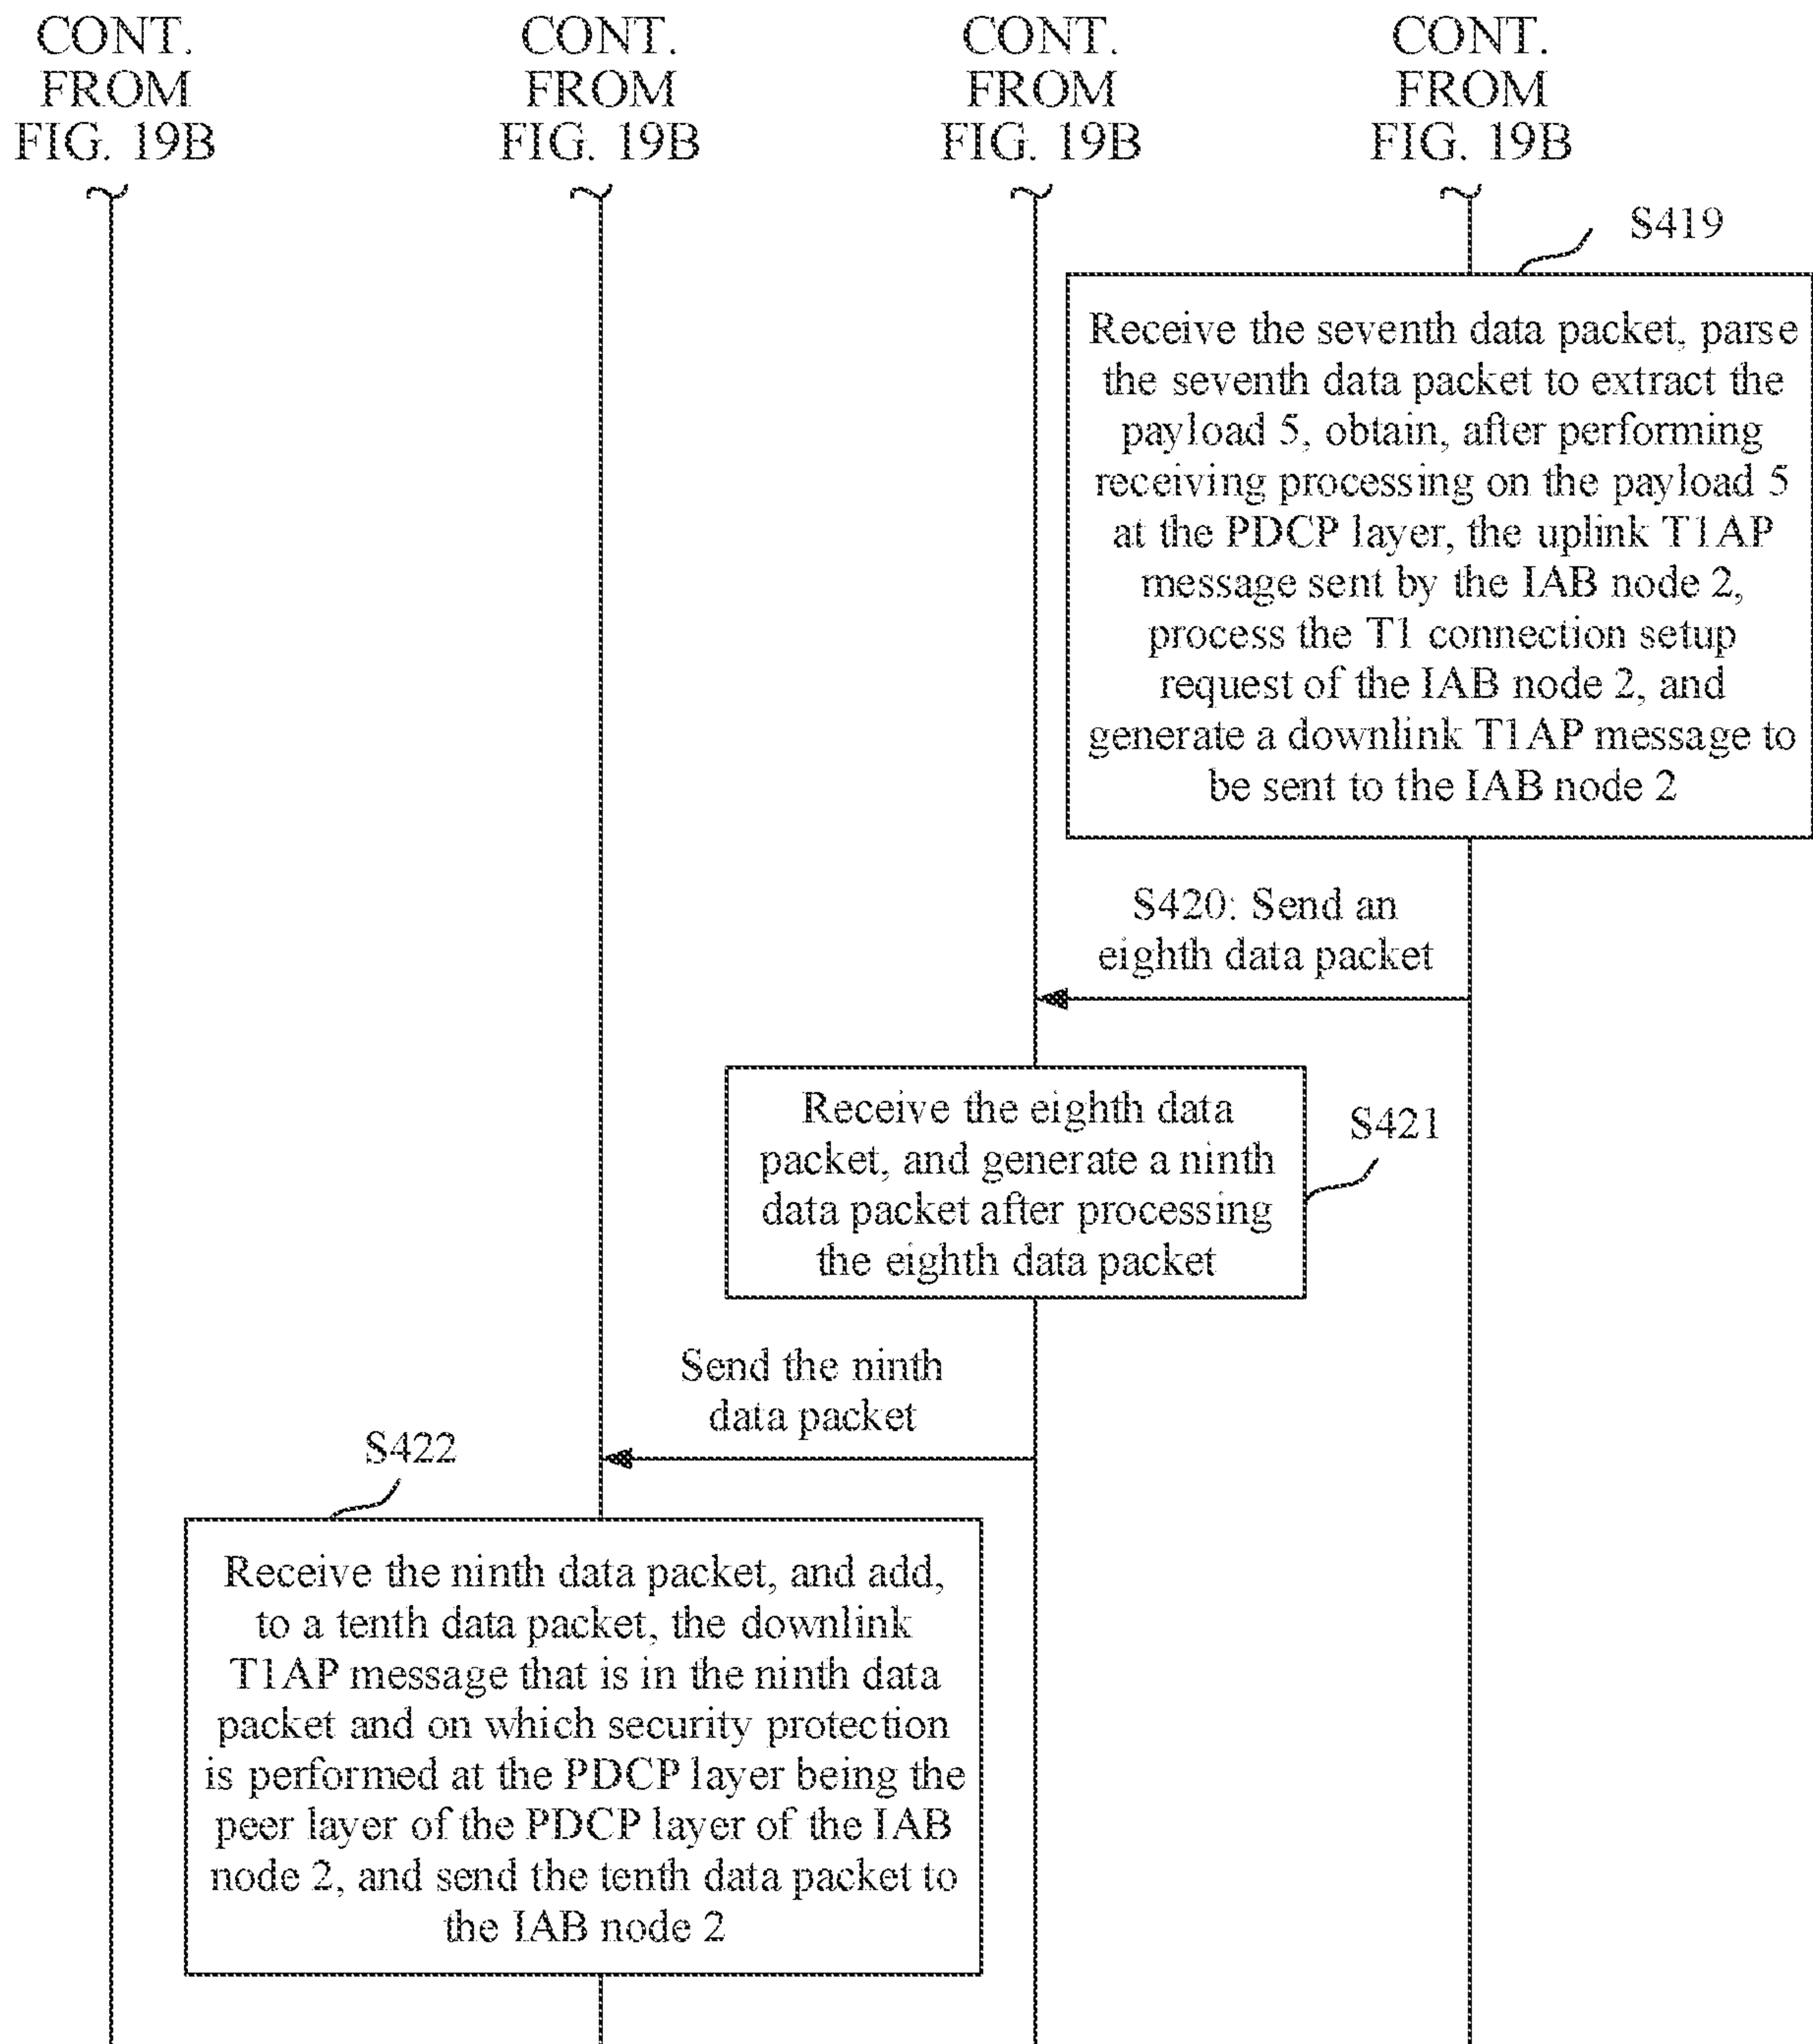 CONT.
FROM
FIG. 19B
CONT.
FROM
FIG. 19B
CONT.
FROM
FIG. 19B
CONT.
FROM
FIG. 19B
S419
Receive the seventh data packet, parse
the seventh data packet to extract the
payload 5, obtain, after performing
receiving processing on the payload 5
at the PDCP layer, the uplink T1AP
message sent by the IAB node 2,
process the T1 connection setup
request of the IAB node 2, and
generate a downlink T1AP message to
be sent to the IAB node 2
S420: Send an
eighth data packet
Receive the eighth data
packet, and generate a ninth
data packet after processing
the eighth data packet
S421
Send the ninth
data packet
S422
Receive the ninth data packet, and add,
to a tenth data packet, the downlink
T1AP message that is in the ninth data
packet and on which security protection
is performed at the PDCP layer being the
peer layer of the PDCP layer of the IAB
node 2, and send the tenth data packet to
the IAB node 2